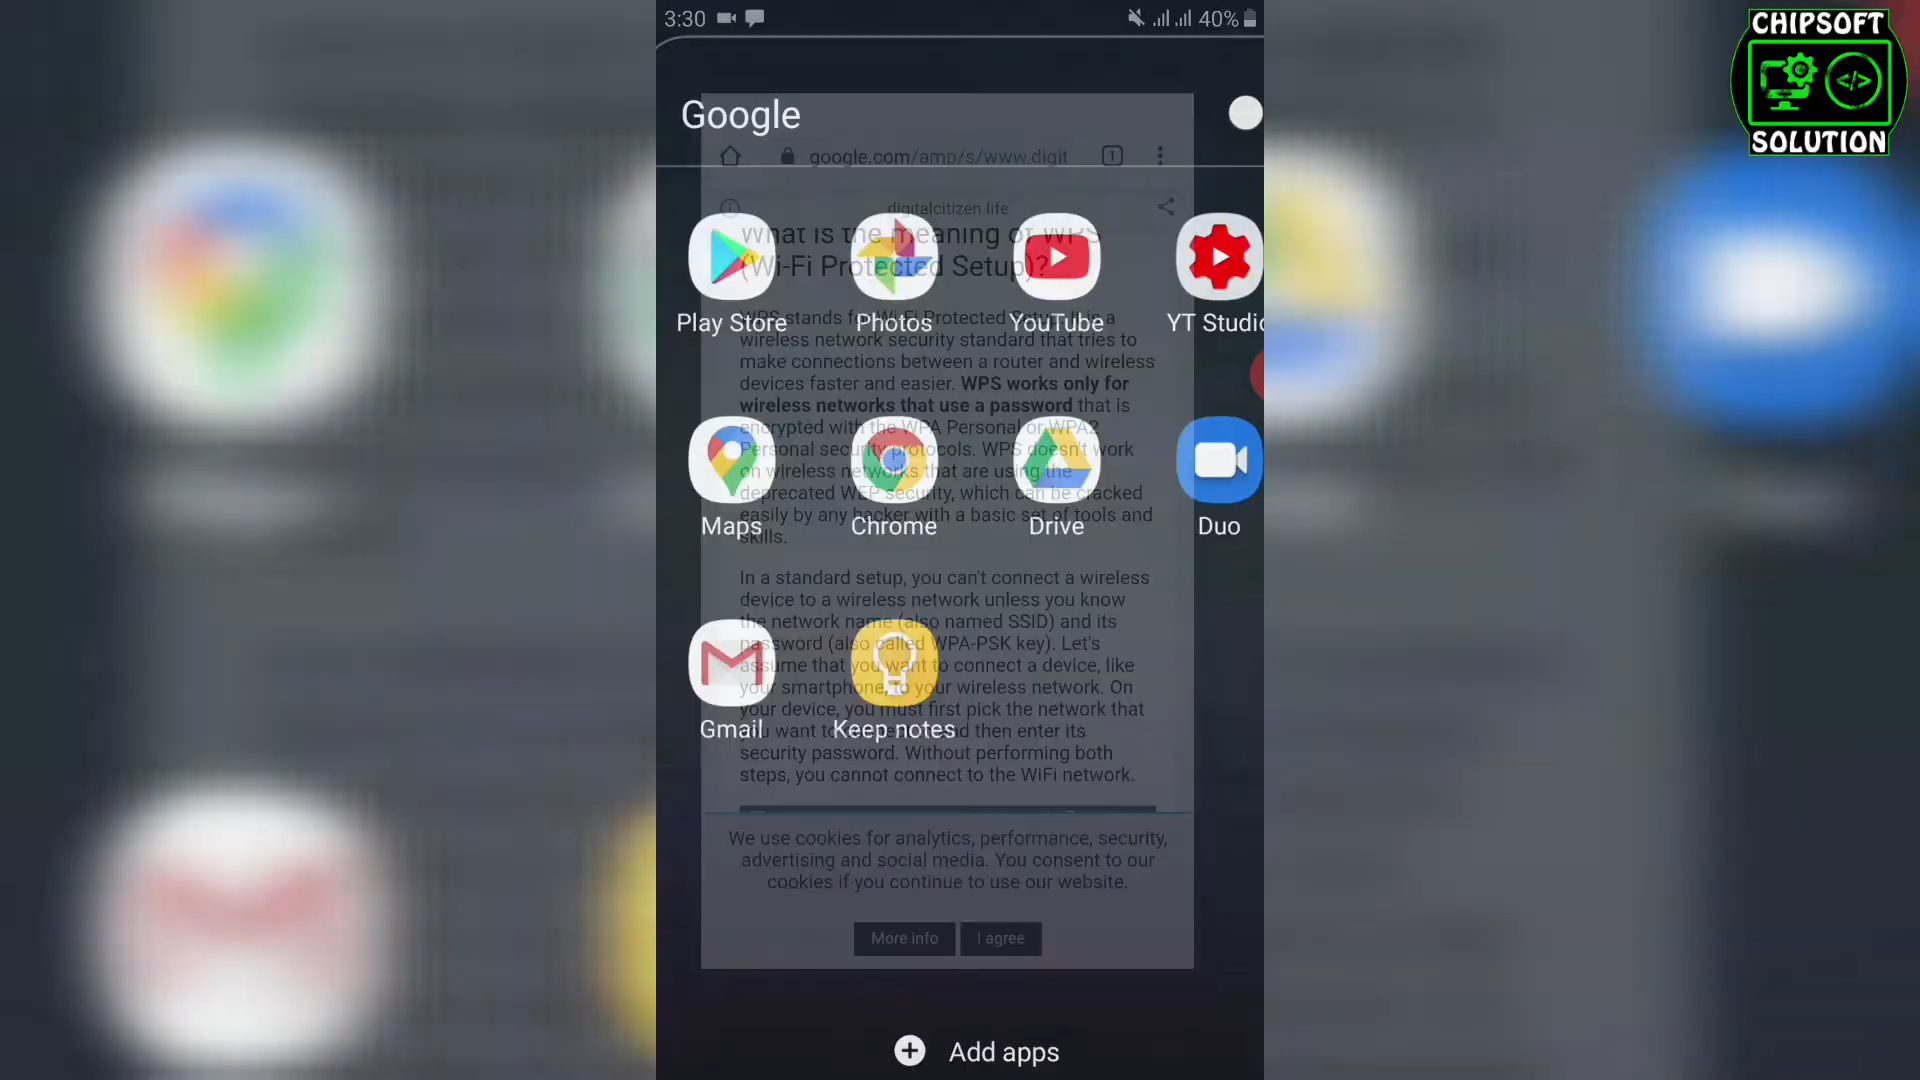 3:30
40%
CHIPSOFT
SOLUTION
Google
google.com/amp/s/www.digit
1
digitalcitizen.life
What is the meaning of WPS
(Wi-Fi Protected Setup)?
Play Store
Photos
YouTube
YT Studio
WPS stands for Wi-Fi Protected Setup. It is a
wireless network security standard that tries to
make connections between a router and wireless
devices faster and easier. WPS works only for
wireless networks that use a password that is
encrypted with the WPA Personal or WPA2
Personal security protocols. WPS doesn't work
on wireless networks that are using the
deprecated WEP security, which can be cracked
easily by any hacker with a basic set of tools and
skills.
Maps
Chrome
Drive
Duo
In a standard setup, you can't connect a wireless
device to a wireless network unless you know
the network name (also named SSID) and its
password (also called WPA-PSK key). Let's
assume that you want to connect a device, like
your smartphone, to your wireless network. On
your device, you must first pick the network that
you want to and then enter its
security password. Without performing both
steps, you cannot connect to the WiFi network.
Gmail
Keep notes
We use cookies for analytics, performance, security,
advertising and social media. You consent to our
cookies if you continue to use our website.
More info
I agree
Add apps